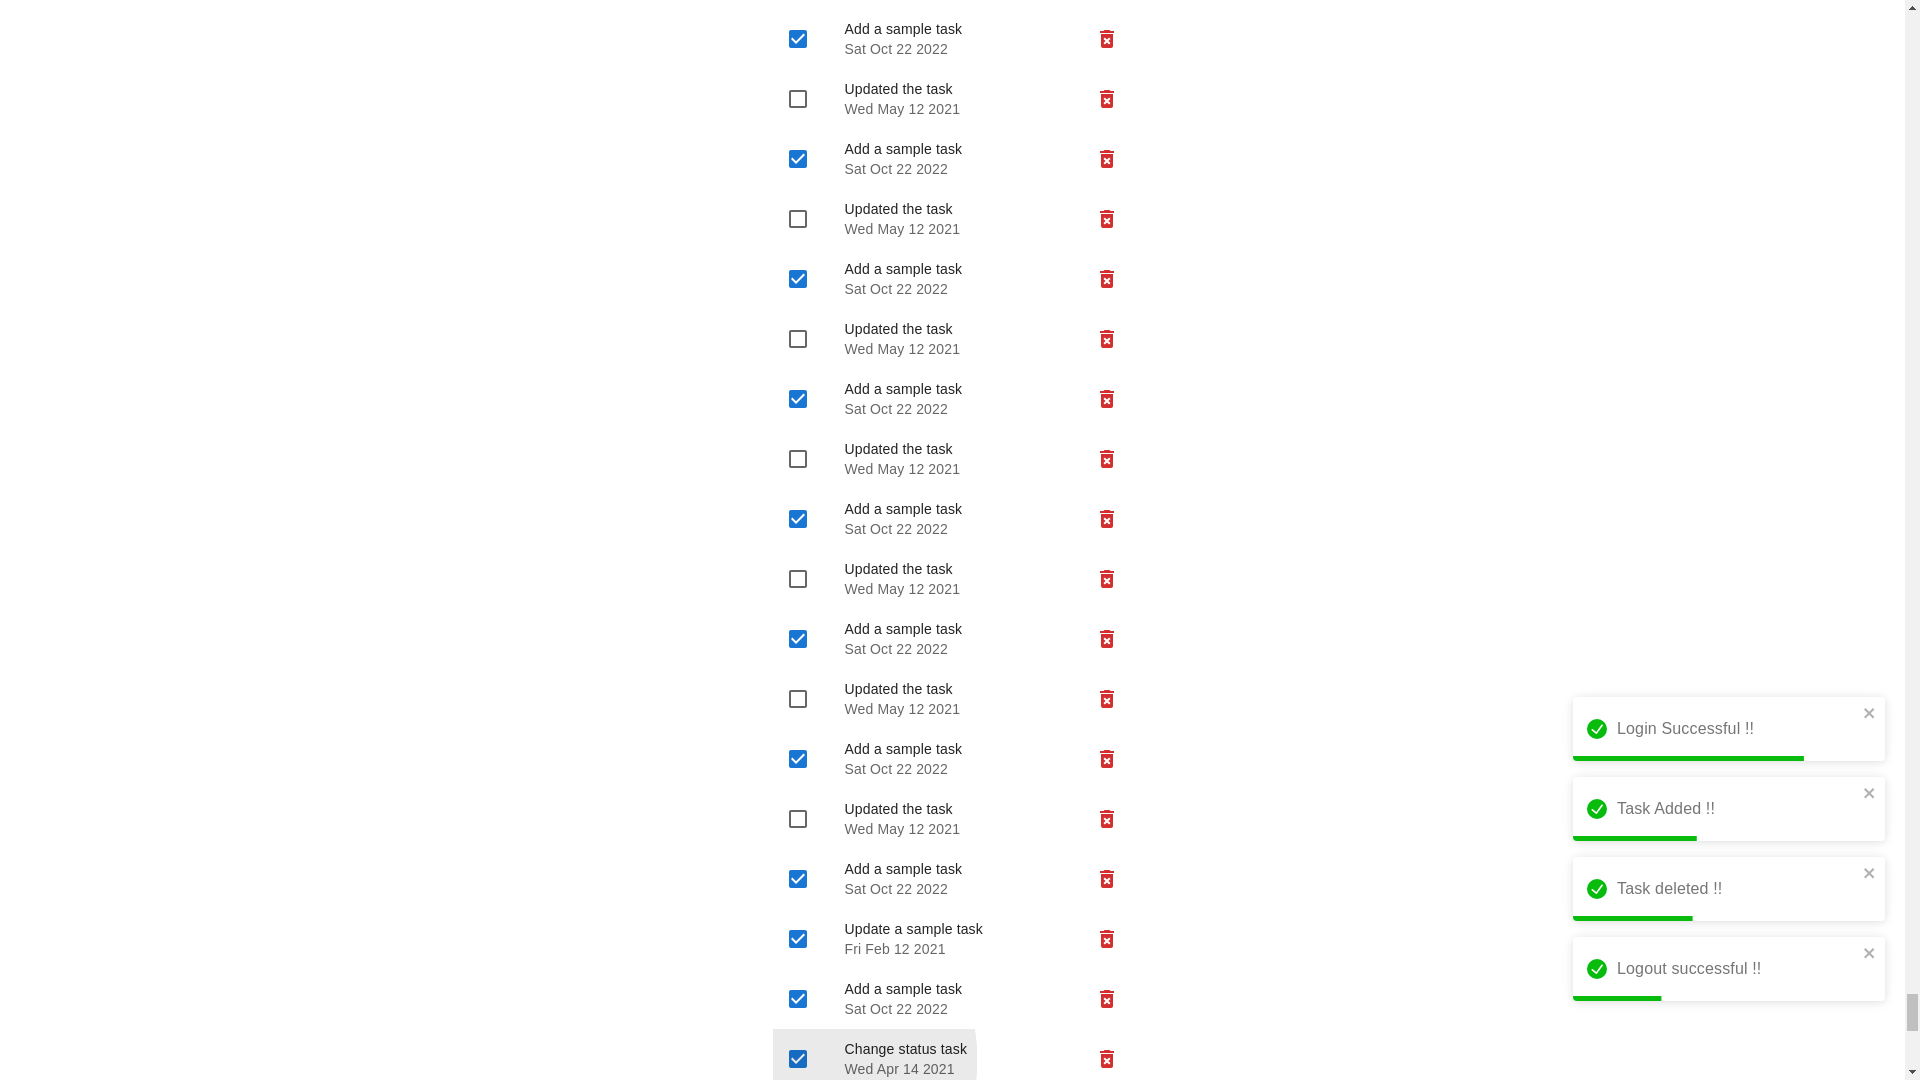 Add a sample task
Sat Oct 22 2022
Updated the task
Wed May 12 2021
Add a sample task
Sat Oct 22 2022
Updated the task
Wed May 12 2021
Add a sample task
Sat Oct 22 2022
Updated the task
Wed May 12 2021
Add a sample task
Sat Oct 22 2022
Updated the task
Wed May 12 2021
Add a sample task
Sat Oct 22 2022
Updated the task
Wed May 12 2021
Add a sample task
Sat Oct 22 2022
Updated the task
Wed May 12 2021
Add a sample task
Sat Oct 22 2022
Updated the task
Wed May 12 2021
Add a sample task
Sat Oct 22 2022
Update a sample task
Fri Feb 12 2021
Add a sample task
Sat Oct 22 2022
Change status task
Wed Apr 14 2021
Login Successful !!
Task Added !!
Task deleted !!
Logout successful !!